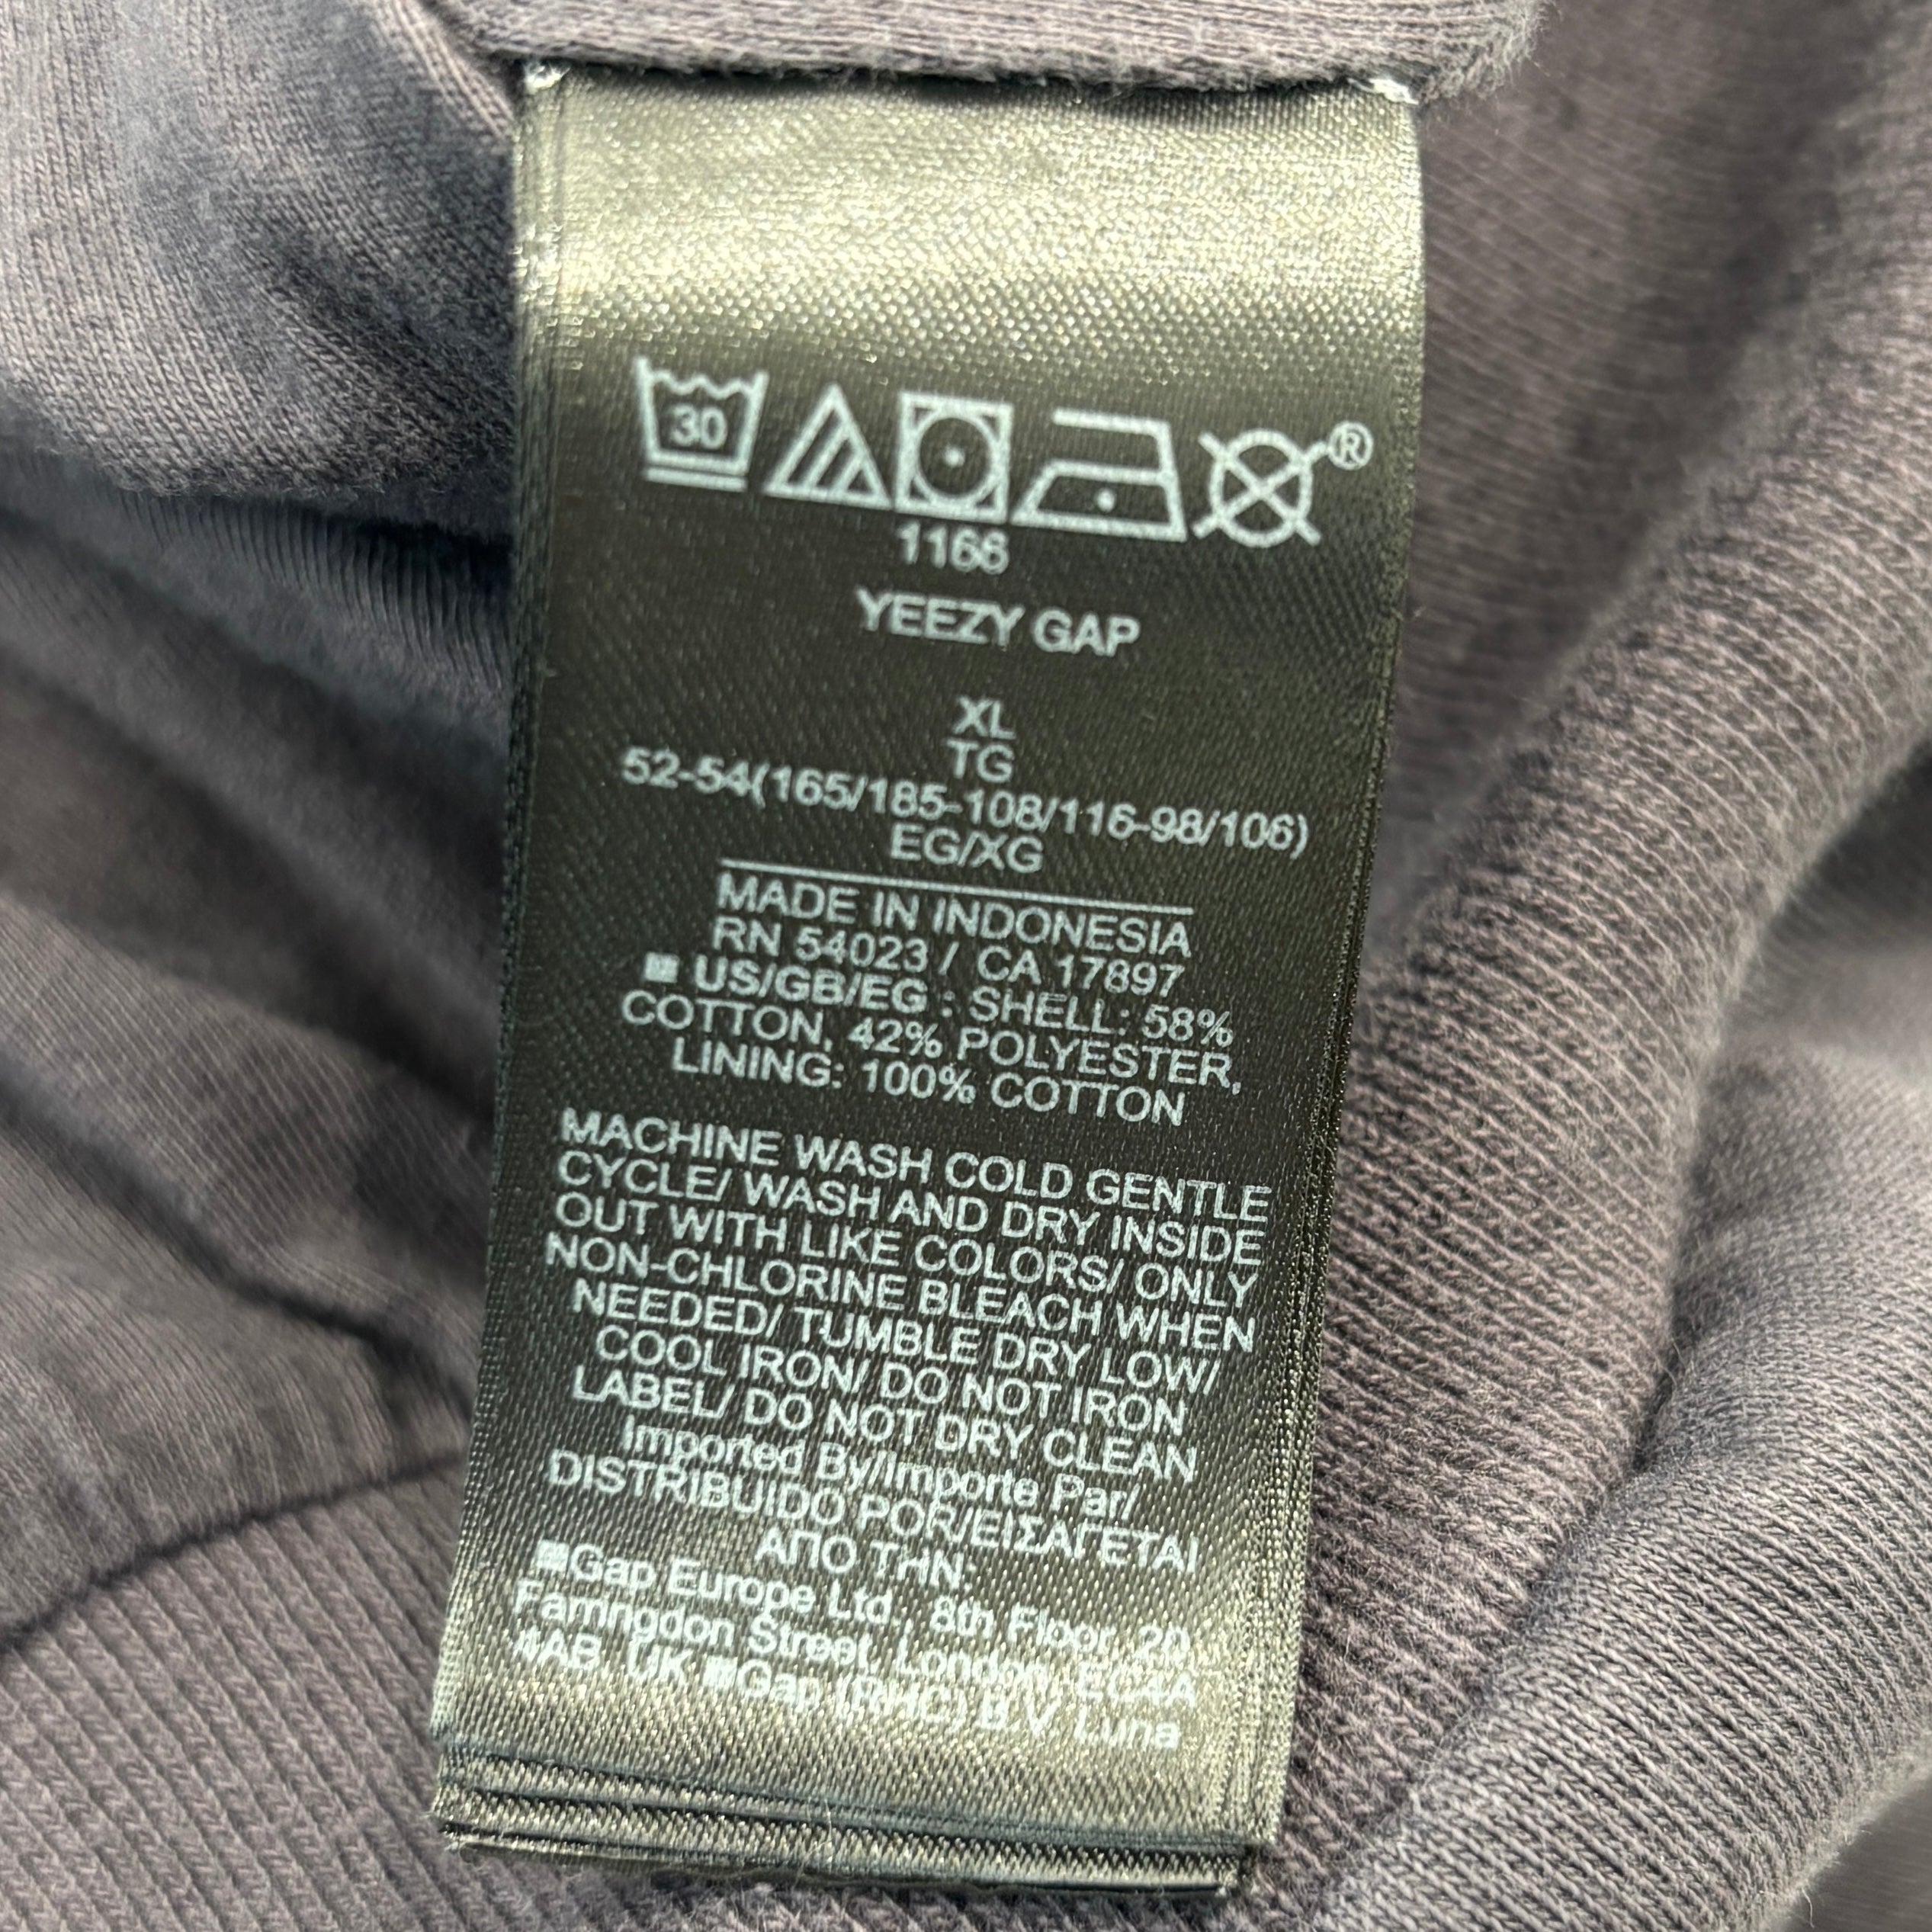 30
®
1166
YEEZY GAP
XL
TG
52-54(165/185-108/116-98/106)
EG/XG
MADE IN INDONESIA
RN 54023 / CA 17897
US/GB/EG : SHELL: 58%
COTTON, 42% POLYESTER,
LINING: 100% COTTON
MACHINE WASH COLD GENTLE
CYCLE/ WASH AND DRY INSIDE
OUT WITH LIKE COLORS/ ONLY
NON-CHLORINE BLEACH WHEN
NEEDED/ TUMBLE DRY LOW/
COOL IRON/ DO NOT IRON
LABEL/ DO NOT DRY CLEAN
Imported By/Importe Par/
DISTRIBUIDO POR/ΕΙΣΑΓΕΤΑΙ
ΑΠΟ ΤΗΝ:
Gap Europe Ltd, 8th Floor, 20
Farringdon Street, London, EC4A
4AB, UK Gap (RHC) B.V. Luna